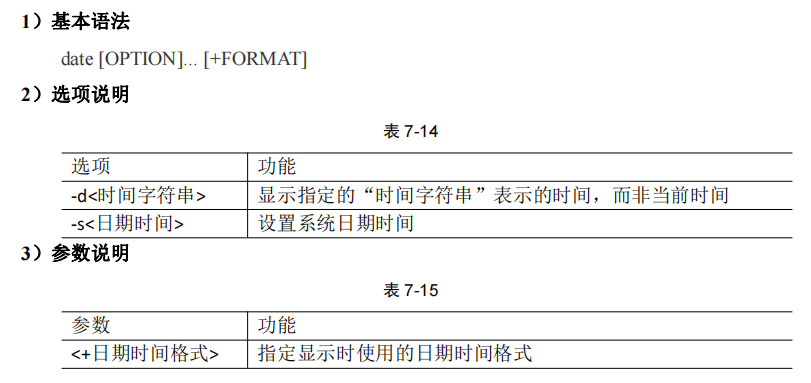 1）基本语法
date [OPTION]... [+FORMAT]
2）选项说明
表 7-14
选项 功能
-d<时间字符串> 显示指定的“时间字符串”表示的时间，而非当前时间
-s<日期时间> 设置系统日期时间
3）参数说明
表 7-15
参数 功能
<+日期时间格式> 指定显示时使用的日期时间格式